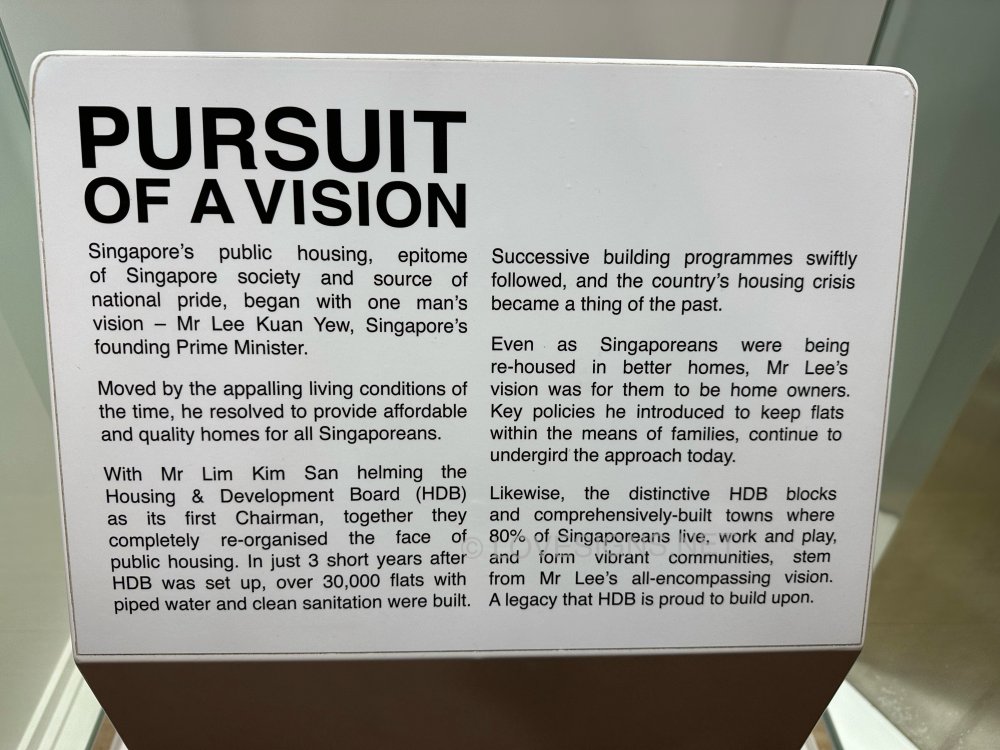 PURSUIT
OF A VISION
Singapore's public housing, epitome
of Singapore society and source of
national pride, began with one man's
vision – Mr Lee Kuan Yew, Singapore's
founding Prime Minister.
Moved by the appalling living conditions of
the time, he resolved to provide affordable
and quality homes for all Singaporeans.
With Mr Lim Kim San helming the
Housing & Development Board (HDB)
as its first Chairman, together they
completely re-organised the face of
public housing. In just 3 short years after
HDB was set up, over 30,000 flats with
piped water and clean sanitation were built.
Successive building programmes swiftly
followed, and the country's housing crisis
became a thing of the past.
Even as Singaporeans were being
re-housed in better homes, Mr Lee's
vision was for them to be home owners.
Key policies he introduced to keep flats
within the means of families, continue to
undergird the approach today.
Likewise, the distinctive HDB blocks
and comprehensively-built towns where
80% of Singaporeans live, work and play,
and form vibrant communities, stem
from Mr Lee's all-encompassing vision.
A legacy that HDB is proud to build upon.